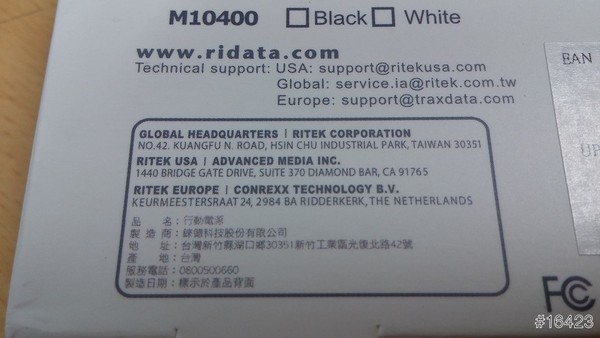 M10400 Black White
www.ridata.com
Technical support: USA: support@ritekusa.com
Global: service.ia@ritek.com.tw
Europe: support@traxdata.com
EAN
UP
GLOBAL HEADQUARTERS | RITEK CORPORATION
NO.42. KUANGFU N. ROAD, HSIN CHU INDUSTRIAL PARK, TAIWAN 30351
RITEK USA | ADVANCED MEDIA INC.
1440 BRIDGE GATE DRIVE, SUITE 370 DIAMOND BAR, CA 91765
RITEK EUROPE | CONREXX TECHNOLOGY B.V.
KEURMEESTERSRAAT 24, 2984 BA RIDDERKERK, THE NETHERLANDS
品 名：行動電源
製 造 商：錸德科技股份有限公司
地 址：台灣新竹縣湖口鄉30351新竹工業區光復北路42號
產 地：台灣
服務電話：0800500660
製造日期：標示於產品背面
FC
#16423